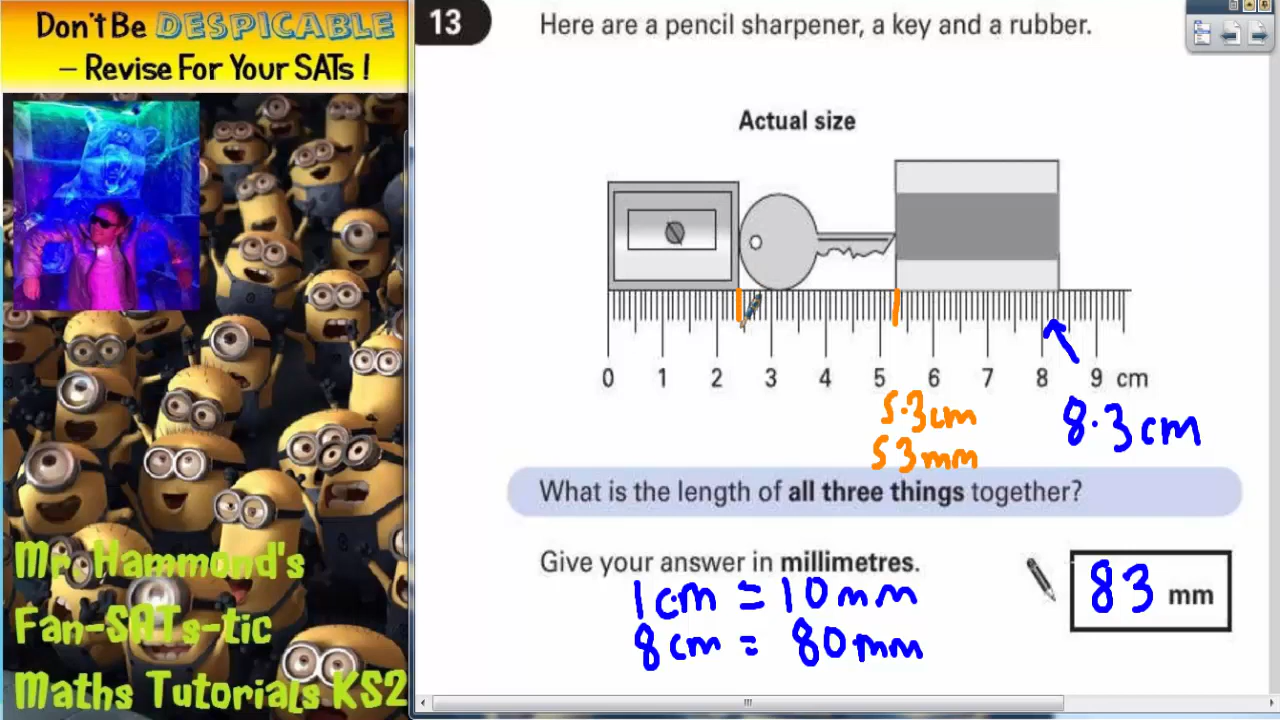 Don't Be DESPICABLE
– Revise For Your SATs !
Mr Hammond's
Fan-SATs-tic
Maths Tutorials KS2
13 Here are a pencil sharpener, a key and a rubber.
Actual size
0 1 2 3 4 5 6 7 8 9 cm
5.3cm
53mm
8.3cm
What is the length of all three things together?
Give your answer in millimetres.
1cm = 10mm
8cm = 80mm
83 mm